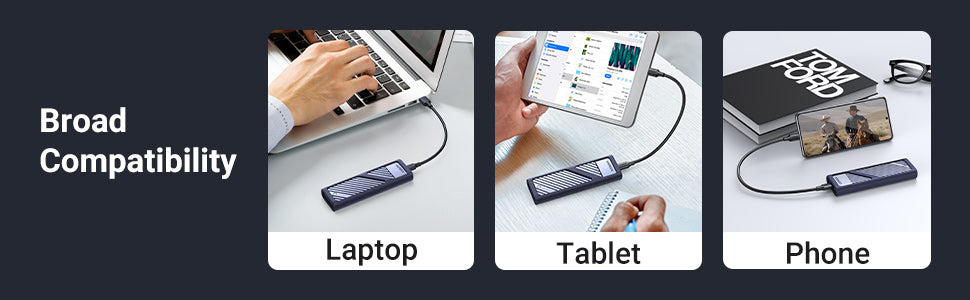 Broad
Compatibility
TOM
FORD
Laptop
Tablet
Phone